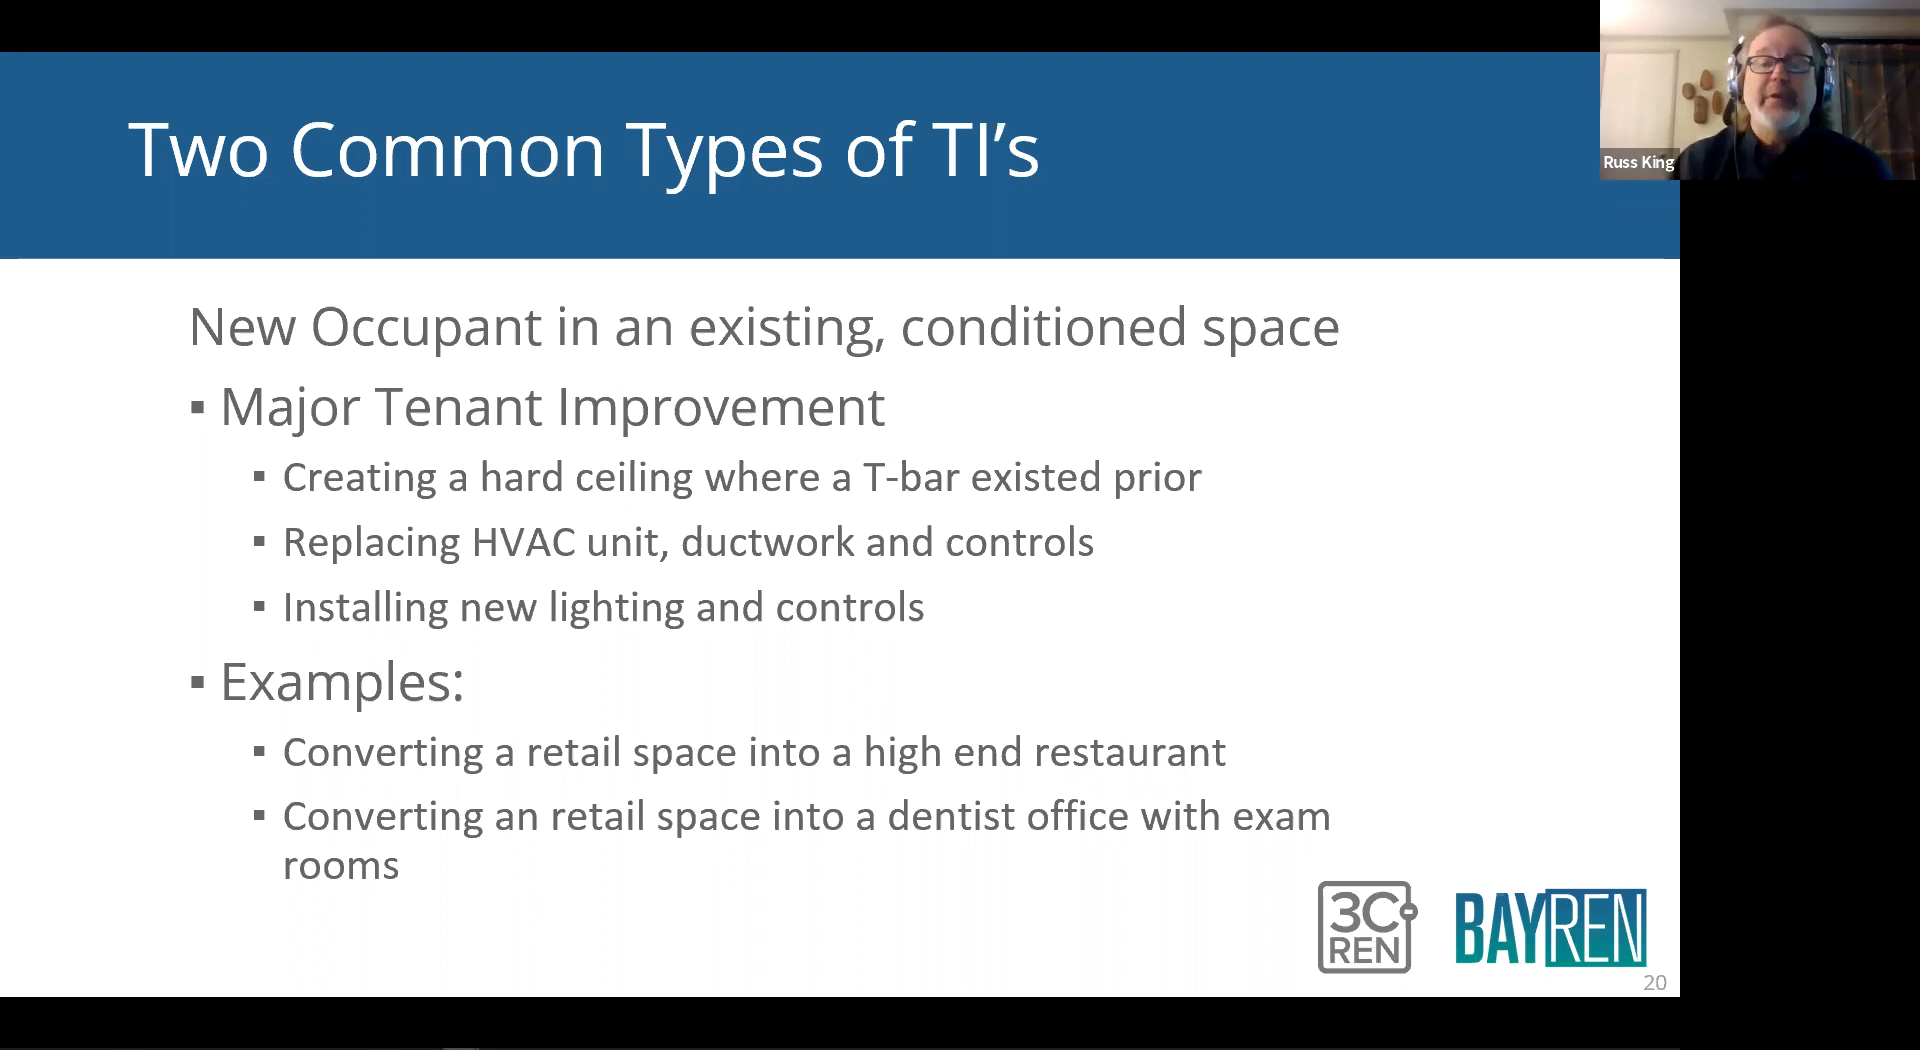 Two Common Types of TI’s
Russ King
New Occupant in an existing, conditioned space
▪ Major Tenant Improvement
▪ Creating a hard ceiling where a T-bar existed prior
▪ Replacing HVAC unit, ductwork and controls
▪ Installing new lighting and controls
▪ Examples:
▪ Converting a retail space into a high end restaurant
▪ Converting an retail space into a dentist office with exam
rooms
3C
REN
BAYREN
20